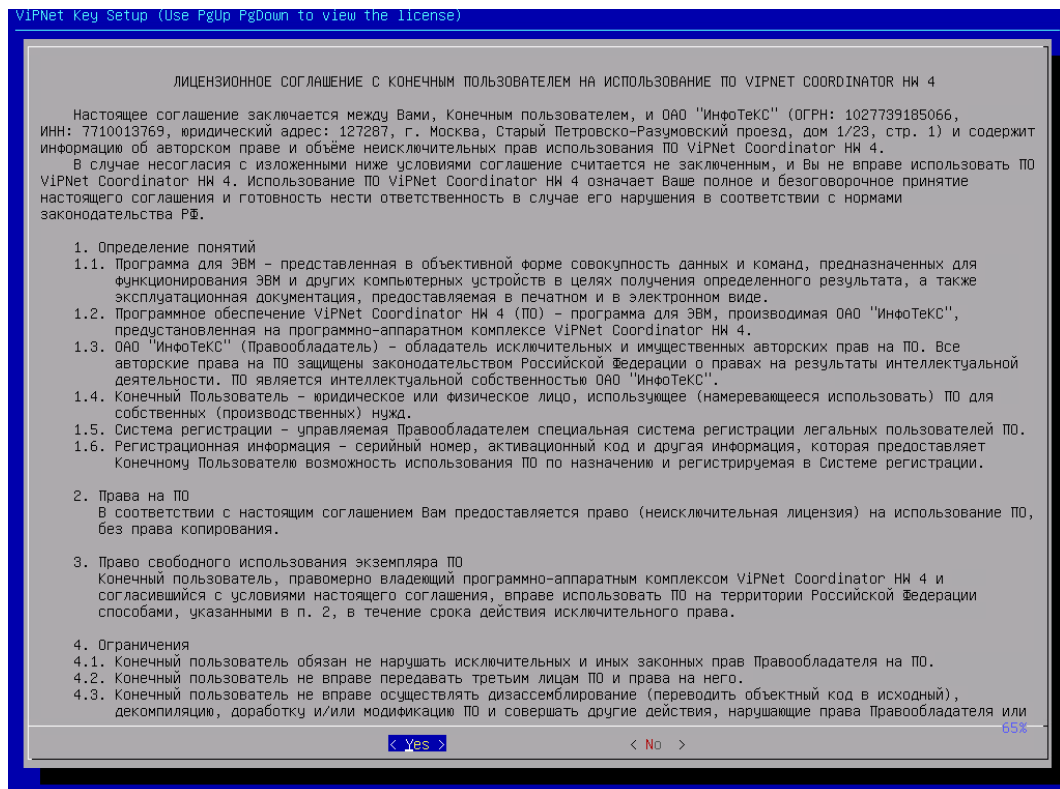 ViPNet Key Setup (Use PgUp PgDown to view the license)
ЛИЦЕНЗИОННОЕ СОГЛАШЕНИЕ С КОНЕЧНЫМ ПОЛЬЗОВАТЕЛЕМ НА ИСПОЛЬЗОВАНИЕ ПО VIPNET COORDINATOR HW 4
Настоящее соглашение заключается между Вами, Конечным пользователем, и ОАО "ИнфоТеКС" (ОГРН: 1027739185066,
ИНН: 7710013769, юридический адрес: 127287, г. Москва, Старый Петровско-Разумовский проезд, дом 1/23, стр. 1) и содержит
информацию об авторском праве и объёме неисключительных прав использования ПО ViPNet Coordinator HW 4.
В случае несогласия с изложенными ниже условиями соглашение считается не заключенным, и Вы не вправе использовать ПО
ViPNet Coordinator HW 4. Использование ПО ViPNet Coordinator HW 4 означает Ваше полное и безоговорочное принятие
настоящего соглашения и готовность нести ответственность в случае его нарушения в соответствии с нормами
законодательства РФ.
1. Определение понятий
1.1. Программа для ЭВМ – представленная в объективной форме совокупность данных и команд, предназначенных для
функционирования ЭВМ и других компьютерных устройств в целях получения определенного результата, а также
эксплуатационная документация, предоставляемая в печатном и в электронном виде.
1.2. Программное обеспечение ViPNet Coordinator HW 4 (ПО) – программа для ЭВМ, производимая ОАО "ИнфоТеКС",
предустановленная на программно-аппаратном комплексе ViPNet Coordinator HW 4.
1.3. ОАО "ИнфоТеКС" (Правообладатель) – обладатель исключительных и имущественных авторских прав на ПО. Все
авторские права на ПО защищены законодательством Российской Федерации о правах на результаты интеллектуальной
деятельности. ПО является интеллектуальной собственностью ОАО "ИнфоТеКС".
1.4. Конечный Пользователь – юридическое или физическое лицо, использующее (намеревающееся использовать) ПО для
собственных (производственных) нужд.
1.5. Система регистрации – управляемая Правообладателем специальная система регистрации легальных пользователей ПО.
1.6. Регистрационная информация – серийный номер, активационный код и другая информация, которая предоставляет
Конечному Пользователю возможность использования ПО по назначению и регистрируемая в Системе регистрации.
2. Права на ПО
В соответствии с настоящим соглашением Вам предоставляется право (неисключительная лицензия) на использование ПО,
без права копирования.
3. Право свободного использования экземпляра ПО
Конечный пользователь, правомерно владеющий программно-аппаратным комплексом ViPNet Coordinator HW 4 и
согласившийся с условиями настоящего соглашения, вправе использовать ПО на территории Российской Федерации
способами, указанными в п. 2, в течение срока действия исключительного права.
4. Ограничения
4.1. Конечный пользователь обязан не нарушать исключительных и иных законных прав Правообладателя на ПО.
4.2. Конечный пользователь не вправе передавать третьим лицам ПО и права на него.
4.3. Конечный пользователь не вправе осуществлять дизассемблирование (переводить объектный код в исходный),
декомпиляцию, доработку и/или модификацию ПО и совершать другие действия, нарушающие права Правообладателя или
65%
< Yes > < No >